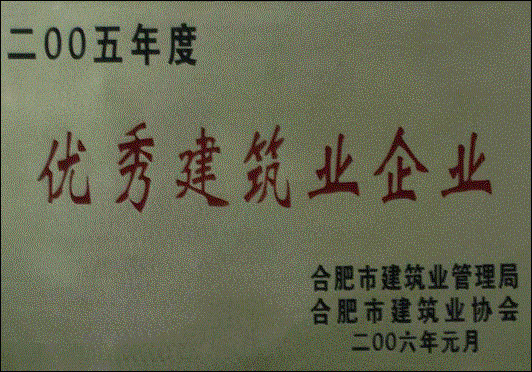 二00五年度
优秀建筑业企业
合肥市建筑业管理局
合肥市建筑业协会
二00六年元月